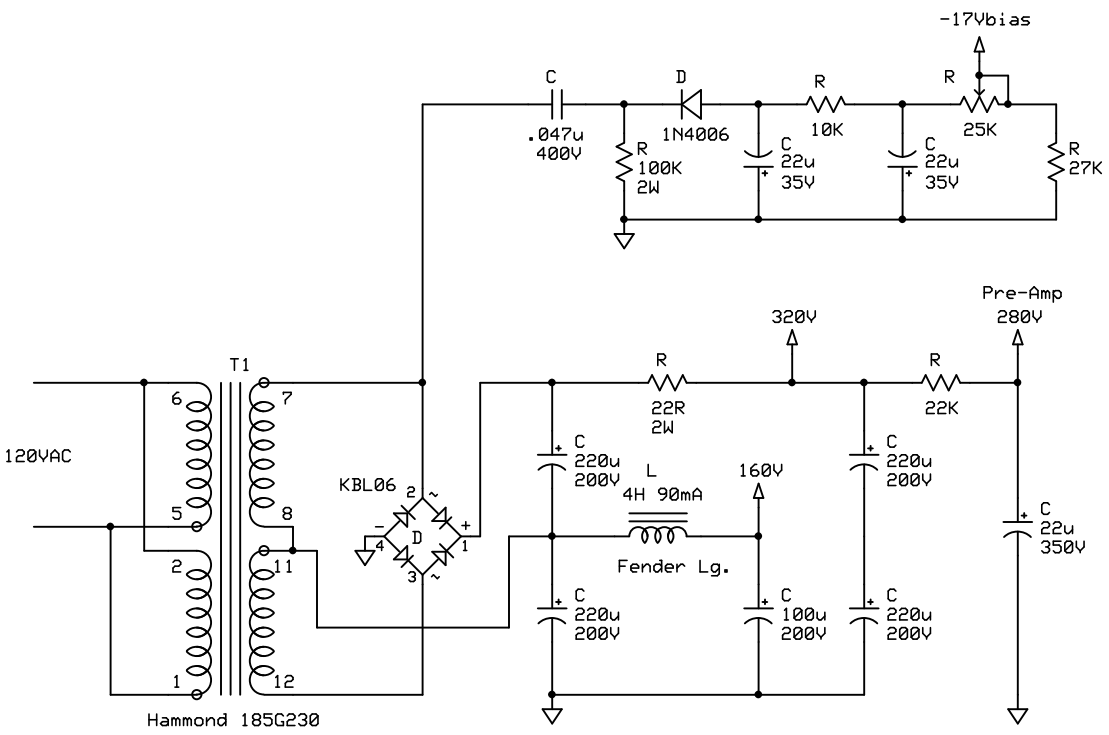 -17Vbias
C
.047u
400V
D
1N4006
R
100K
2W
C
22u
35V
R
10K
C
22u
35V
R
25K
R
27K
Pre-Amp
280V
320V
T1
6
7
120VAC
5
8
2
11
1
12
Hammond 185G230
KBL06
2
~
-
4
D
+
1
3
~
R
22R
2W
R
22K
C
220u
200V
L
4H 90mA
Fender Lg.
160V
C
220u
200V
C
22u
350V
C
220u
200V
C
100u
200V
C
220u
200V